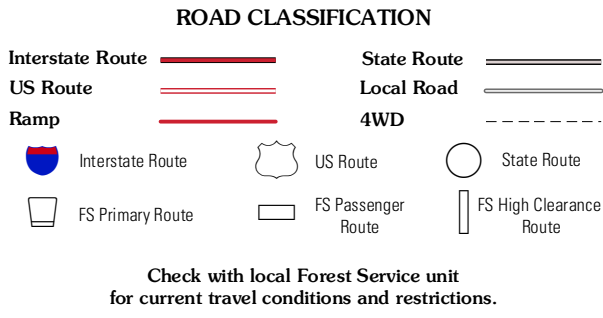 ROAD CLASSIFICATION
Interstate Route
State Route
US Route
Local Road
Ramp
4WD
Interstate Route
US Route
State Route
FS Primary Route
FS Passenger
Route
FS High Clearance
Route
Check with local Forest Service unit
for current travel conditions and restrictions.